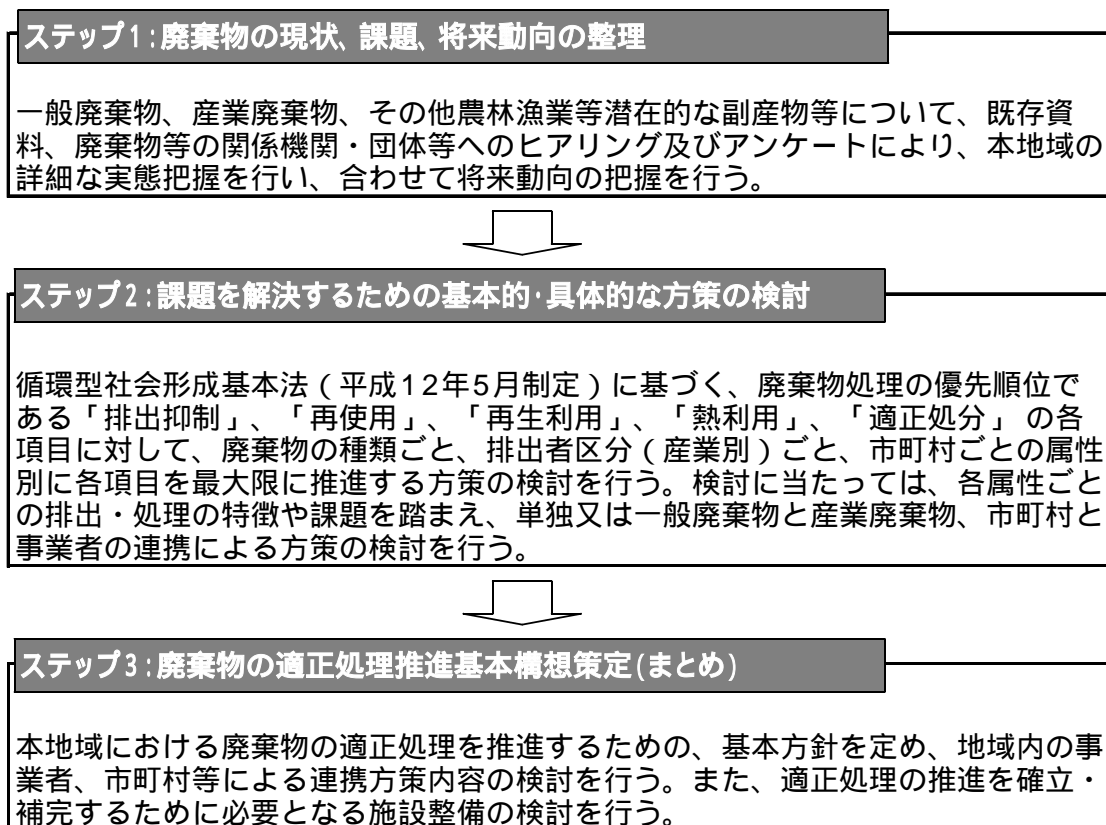 ステップ1:廃棄物の現状、課題、将来動向の整理
一般廃棄物、産業廃棄物、その他農林漁業等潜在的な副産物等について、既存資
料、廃棄物等の関係機関・団体等へのヒアリング及びアンケートにより、本地域の
詳細な実態把握を行い、合わせて将来動向の把握を行う。
ステップ2:課題を解決するための基本的・具体的な方策の検討
循環型社会形成基本法(平成12年5月制定)に基づく、廃棄物処理の優先順位で
ある「排出抑制」、「再使用」、「再生利用」、「熱利用」、「適正処分」の各
項目に対して、廃棄物の種類ごと、排出者区分(産業別)ごと、市町村ごとの属性
別に各項目を最大限に推進する方策の検討を行う。検討に当たっては、各属性ごと
の排出・処理の特徴や課題を踏まえ、単独又は一般廃棄物と産業廃棄物、市町村と
事業者の連携による方策の検討を行う。
ステップ3:廃棄物の適正処理推進基本構想策定(まとめ)
本地域における廃棄物の適正処理を推進するための、基本方針を定め、地域内の事
業者、市町村等による連携方策内容の検討を行う。また、適正処理の推進を確立・
補完するために必要となる施設整備の検討を行う。